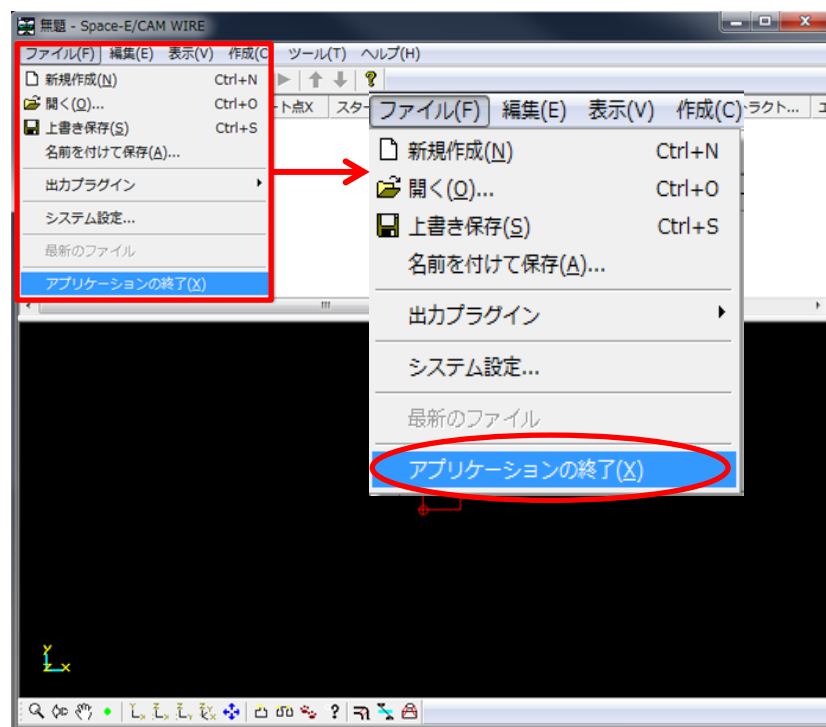 無題 - Space-E/CAM WIRE
ファイル(F) 編集(E) 表示(V) 作成(C ツール(T) ヘルプ(H)
新規作成(N) Ctrl+N
開く(O)... Ctrl+O
上書き保存(S) Ctrl+S
名前を付けて保存(A)...
出力プラグイン
システム設定...
最新のファイル
アプリケーションの終了(X)
ート点X スター
ラクト...
ファイル(F) 編集(E) 表示(V) 作成(C)
新規作成(N) Ctrl+N
開く(O)... Ctrl+O
上書き保存(S) Ctrl+S
名前を付けて保存(A)...
出力プラグイン
システム設定...
最新のファイル
アプリケーションの終了(X)
Y
Z X